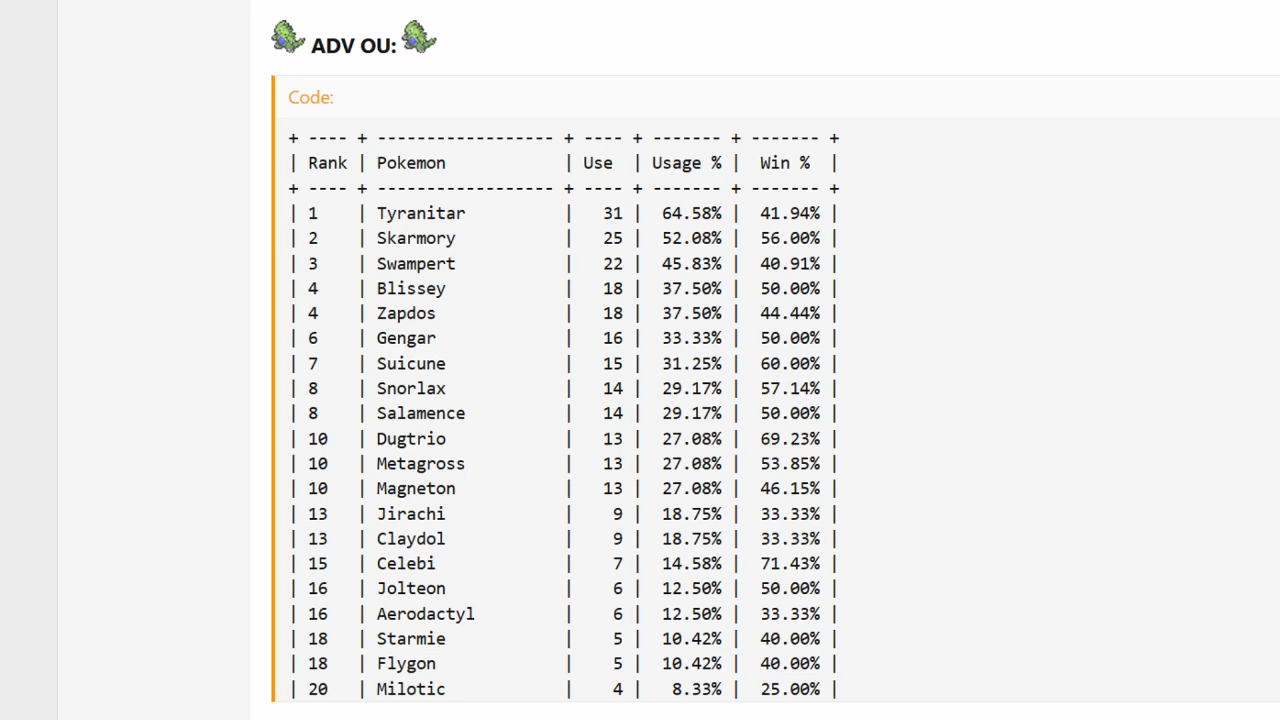 ADV OU:
Code:
+ ---- + ------------------ + ---- + ------- + ------- +
| Rank | Pokemon            | Use  | Usage % |  Win %  |
+ ---- + ------------------ + ---- + ------- + ------- +
| 1    | Tyranitar          |   31 |  64.58% |  41.94% |
| 2    | Skarmory           |   25 |  52.08% |  56.00% |
| 3    | Swampert           |   22 |  45.83% |  40.91% |
| 4    | Blissey            |   18 |  37.50% |  50.00% |
| 4    | Zapdos             |   18 |  37.50% |  44.44% |
| 6    | Gengar             |   16 |  33.33% |  50.00% |
| 7    | Suicune            |   15 |  31.25% |  60.00% |
| 8    | Snorlax            |   14 |  29.17% |  57.14% |
| 8    | Salamence          |   14 |  29.17% |  50.00% |
| 10   | Dugtrio            |   13 |  27.08% |  69.23% |
| 10   | Metagross          |   13 |  27.08% |  53.85% |
| 10   | Magneton           |   13 |  27.08% |  46.15% |
| 13   | Jirachi            |    9 |  18.75% |  33.33% |
| 13   | Claydol            |    9 |  18.75% |  33.33% |
| 15   | Celebi             |    7 |  14.58% |  71.43% |
| 16   | Jolteon            |    6 |  12.50% |  50.00% |
| 16   | Aerodactyl         |    6 |  12.50% |  33.33% |
| 18   | Starmie            |    5 |  10.42% |  40.00% |
| 18   | Flygon             |    5 |  10.42% |  40.00% |
| 20   | Milotic            |    4 |   8.33% |  25.00% |